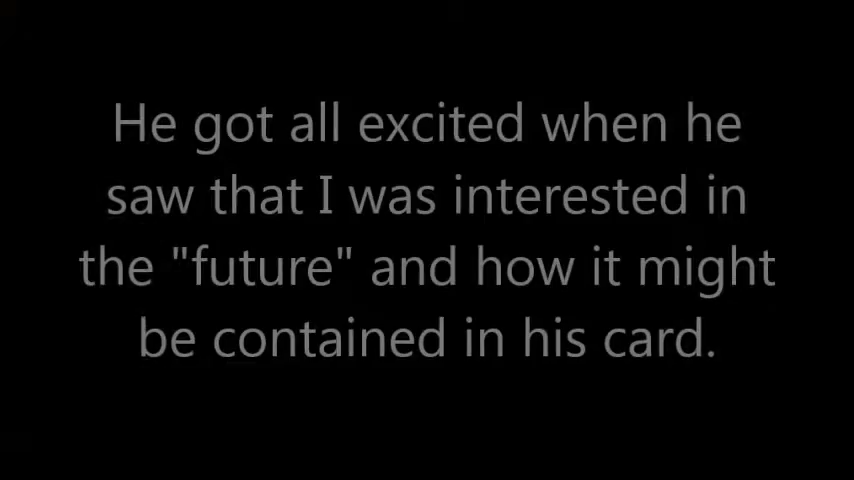 He got all excited when he
saw that I was interested in
the "future" and how it might
be contained in his card.